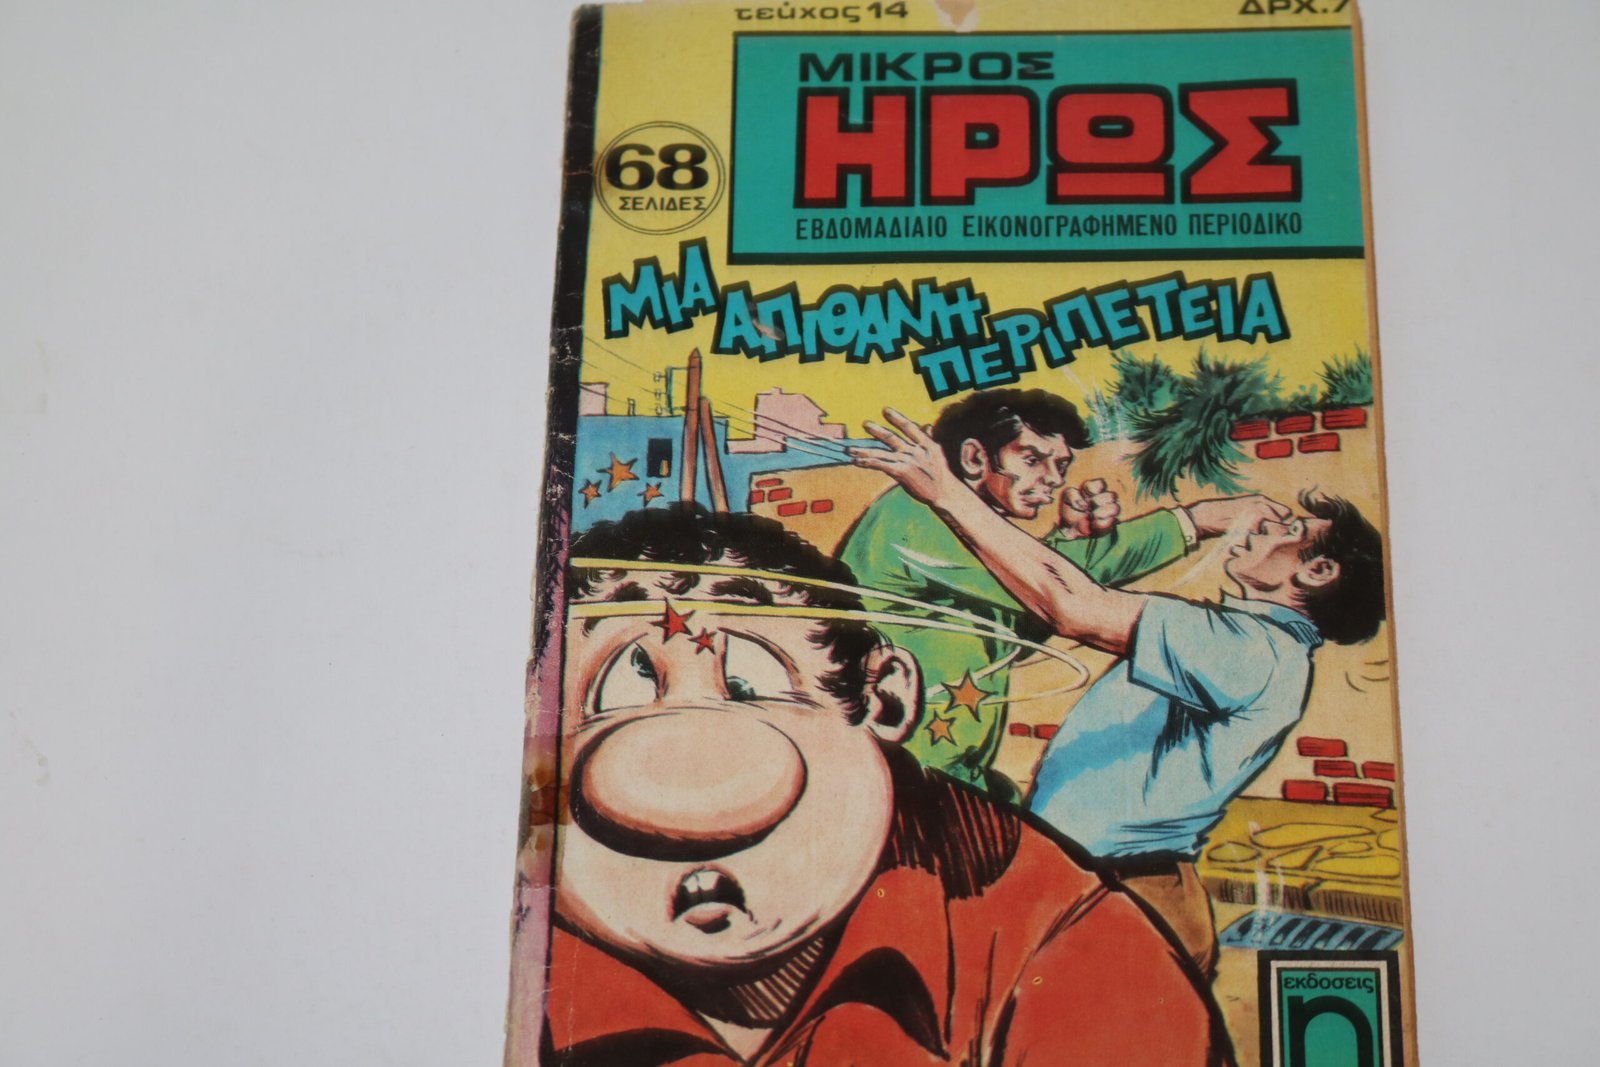 τεύχος 14
ΔΡΧ. 7
ΜΙΚΡΟΣ
ΗΡΩΣ
ΕΒΔΟΜΑΔΙΑΙΟ ΕΙΚΟΝΟΓΡΑΦΗΜΕΝΟ ΠΕΡΙΟΔΙΚΟ
68
ΣΕΛΙΔΕΣ
ΜΙΑ ΑΠΙΘΑΝΗ ΠΕΡΙΠΕΤΕΙΑ
εκδοσεις
η